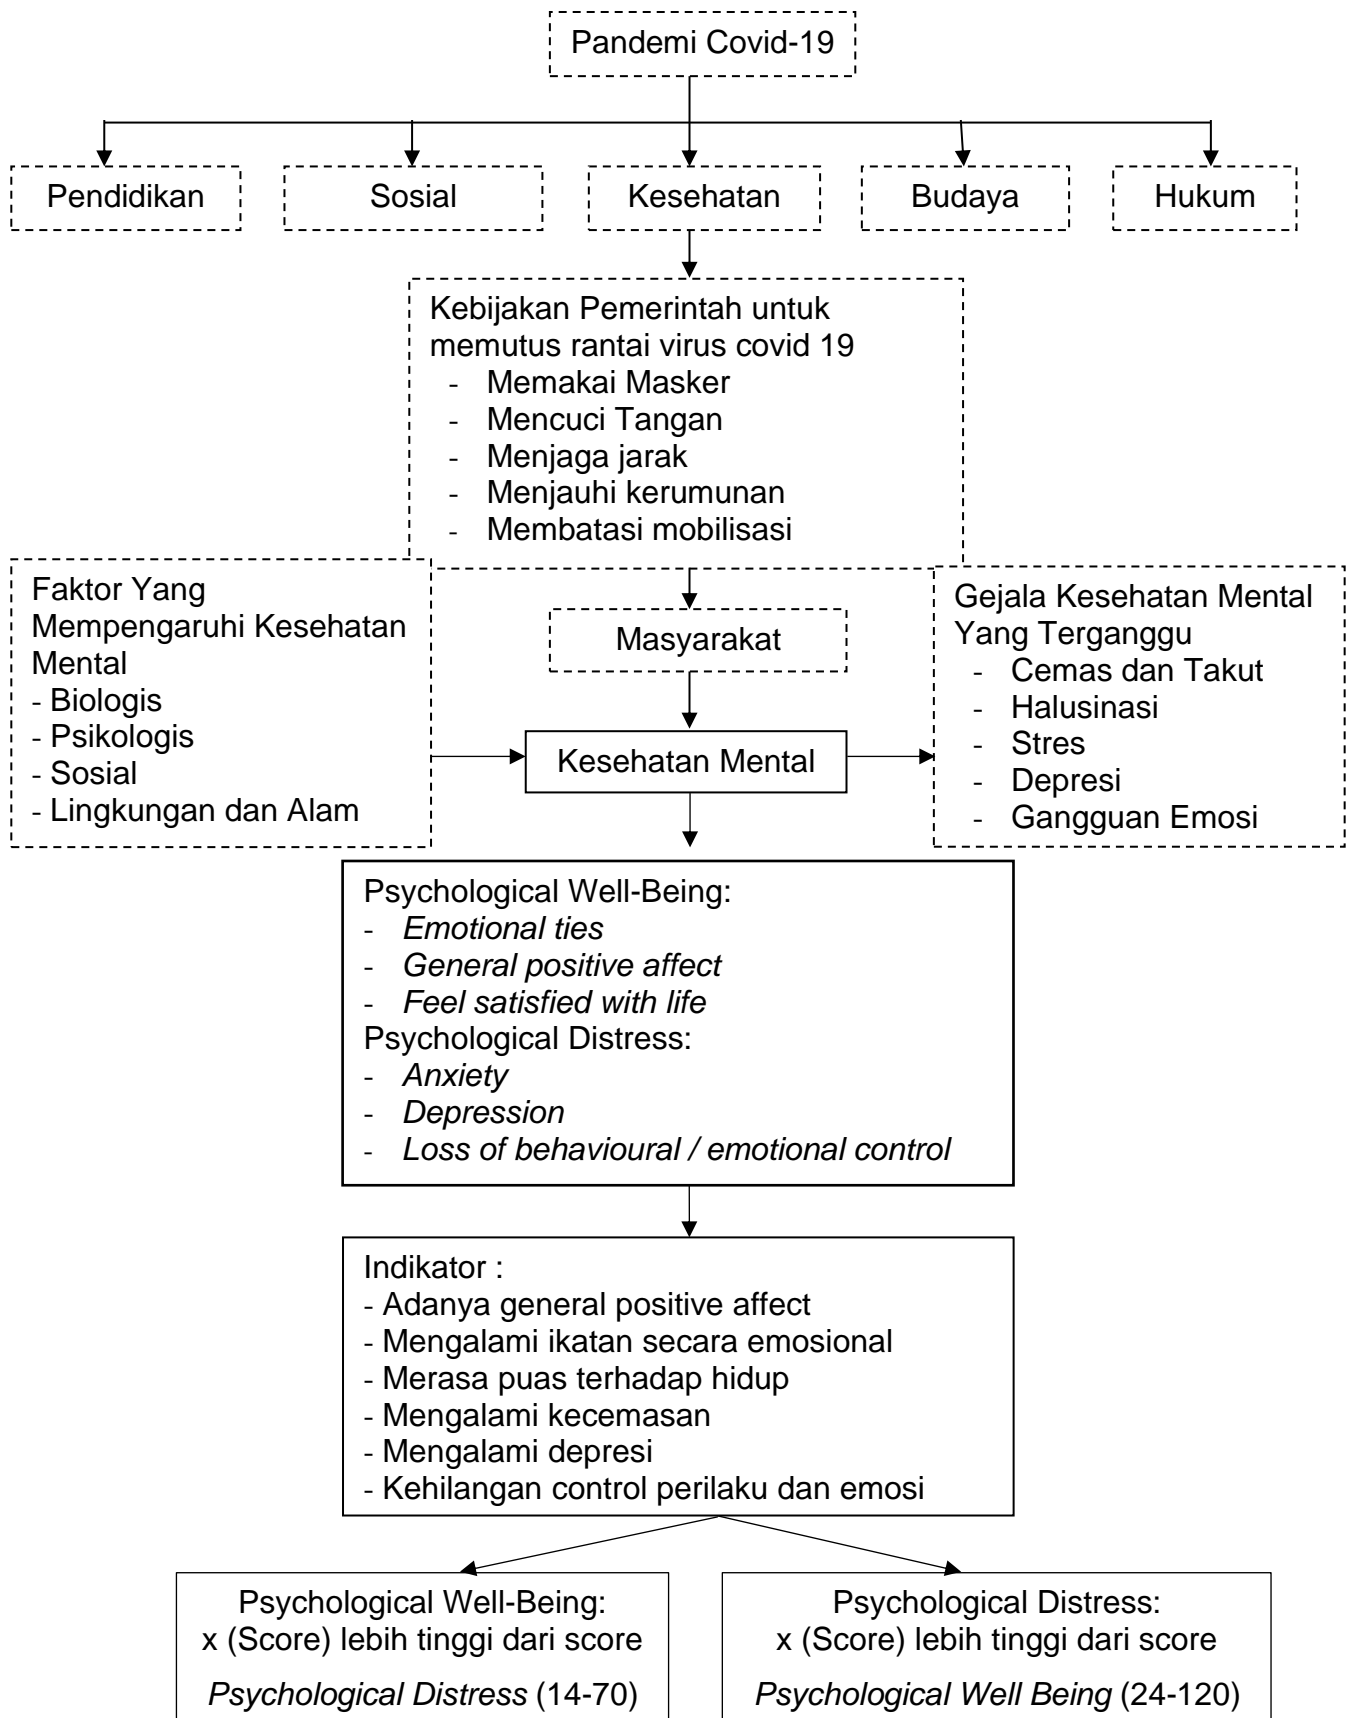 Pandemi Covid-19
Pendidikan
Sosial
Kesehatan
Budaya
Hukum
Kebijakan Pemerintah untuk
memutus rantai virus covid 19
- Memakai Masker
- Mencuci Tangan
- Menjaga jarak
- Menjauhi kerumunan
- Membatasi mobilisasi
Faktor Yang
Mempengaruhi Kesehatan
Mental
- Biologis
- Psikologis
- Sosial
- Lingkungan dan Alam
Masyarakat
Kesehatan Mental
Gejala Kesehatan Mental
Yang Terganggu
- Cemas dan Takut
- Halusinasi
- Stres
- Depresi
- Gangguan Emosi
Psychological Well-Being:
- Emotional ties
- General positive affect
- Feel satisfied with life
Psychological Distress:
- Anxiety
- Depression
- Loss of behavioural / emotional control
Indikator :
- Adanya general positive affect
- Mengalami ikatan secara emosional
- Merasa puas terhadap hidup
- Mengalami kecemasan
- Mengalami depresi
- Kehilangan control perilaku dan emosi
Psychological Well-Being:
x (Score) lebih tinggi dari score
Psychological Distress (14-70)
Psychological Distress:
x (Score) lebih tinggi dari score
Psychological Well Being (24-120)